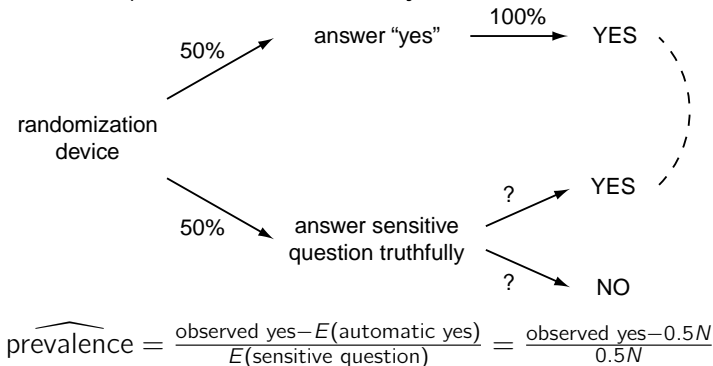 50%
answer “yes”
100%
YES
randomization
device
50%
answer sensitive
question truthfully
?
YES
?
NO
prevalence = observed yes−E(automatic yes) / E(sensitive question) = observed yes−0.5N / 0.5N